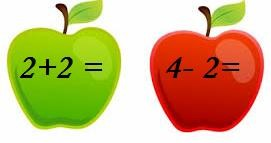 2+2 =
4- 2=